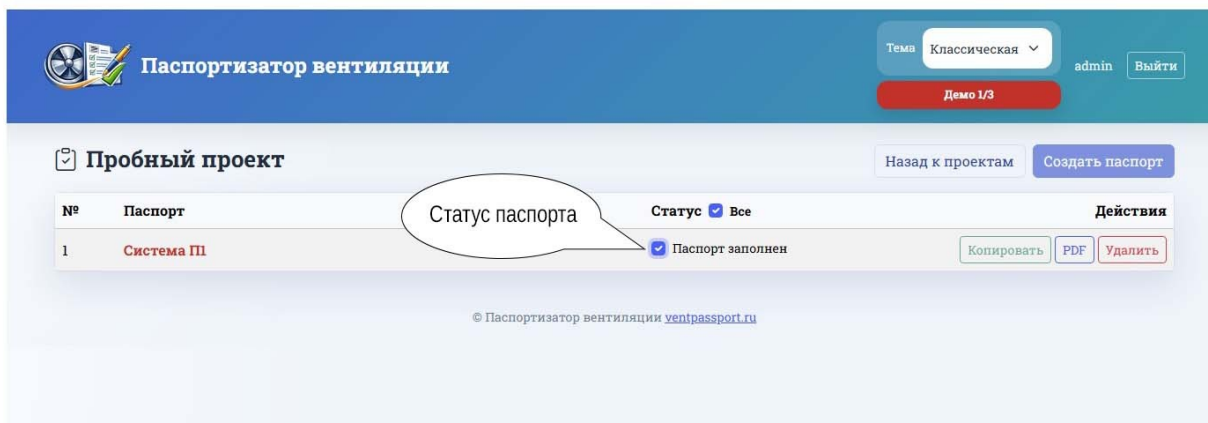 Паспортизатор вентиляции
Тема Классическая
admin Выйти
Демо 1/3
Пробный проект
Назад к проектам Создать паспорт
№ Паспорт Статус Все Действия
Статус паспорта
1 Система П1 Паспорт заполнен Копировать PDF Удалить
© Паспортизатор вентиляции ventpassport.ru